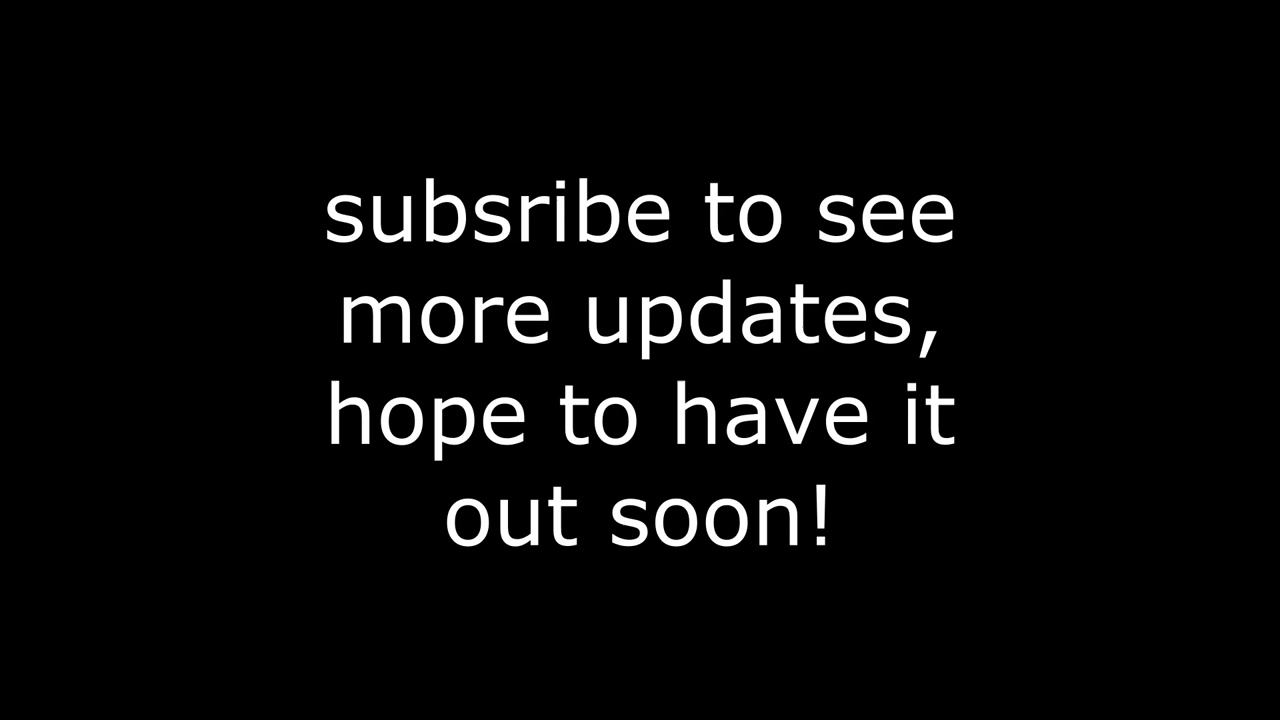 subsribe to see
more updates,
hope to have it
out soon!